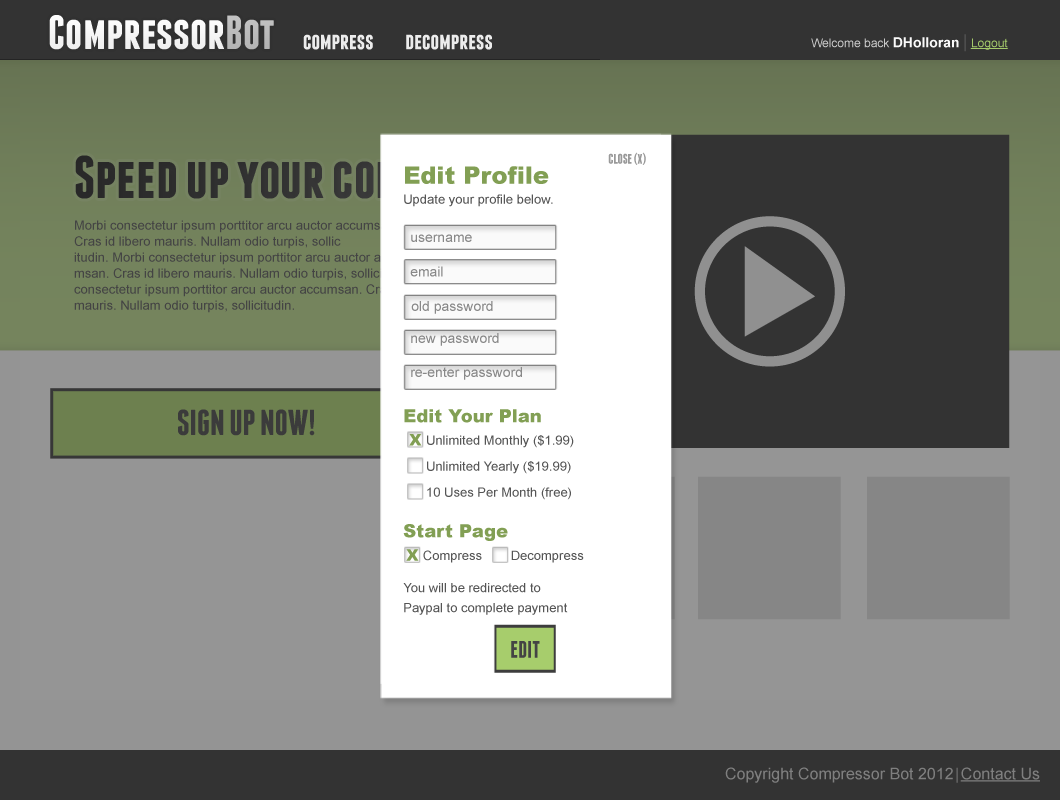 COMPRESSORBOT
COMPRESS DECOMPRESS
Welcome back DHolloran | Logout
SPEED UP YOUR CO
Morbi consectetur ipsum porttitor arcu auctor accums
Cras id libero mauris. Nullam odio turpis, sollic
itudin. Morbi consectetur ipsum porttitor arcu auctor a
msan. Cras id libero mauris. Nullam odio turpis, sollic
consectetur ipsum porttitor arcu auctor accumsan. Cr
mauris. Nullam odio turpis, sollicitudin.
SIGN UP NOW!
CLOSE (X)
Edit Profile
Update your profile below.
username
email
old password
new password
re-enter password
Edit Your Plan
X Unlimited Monthly ($1.99)
Unlimited Yearly ($19.99)
10 Uses Per Month (free)
Start Page
X Compress Decompress
You will be redirected to
Paypal to complete payment
EDIT
Copyright Compressor Bot 2012|Contact Us